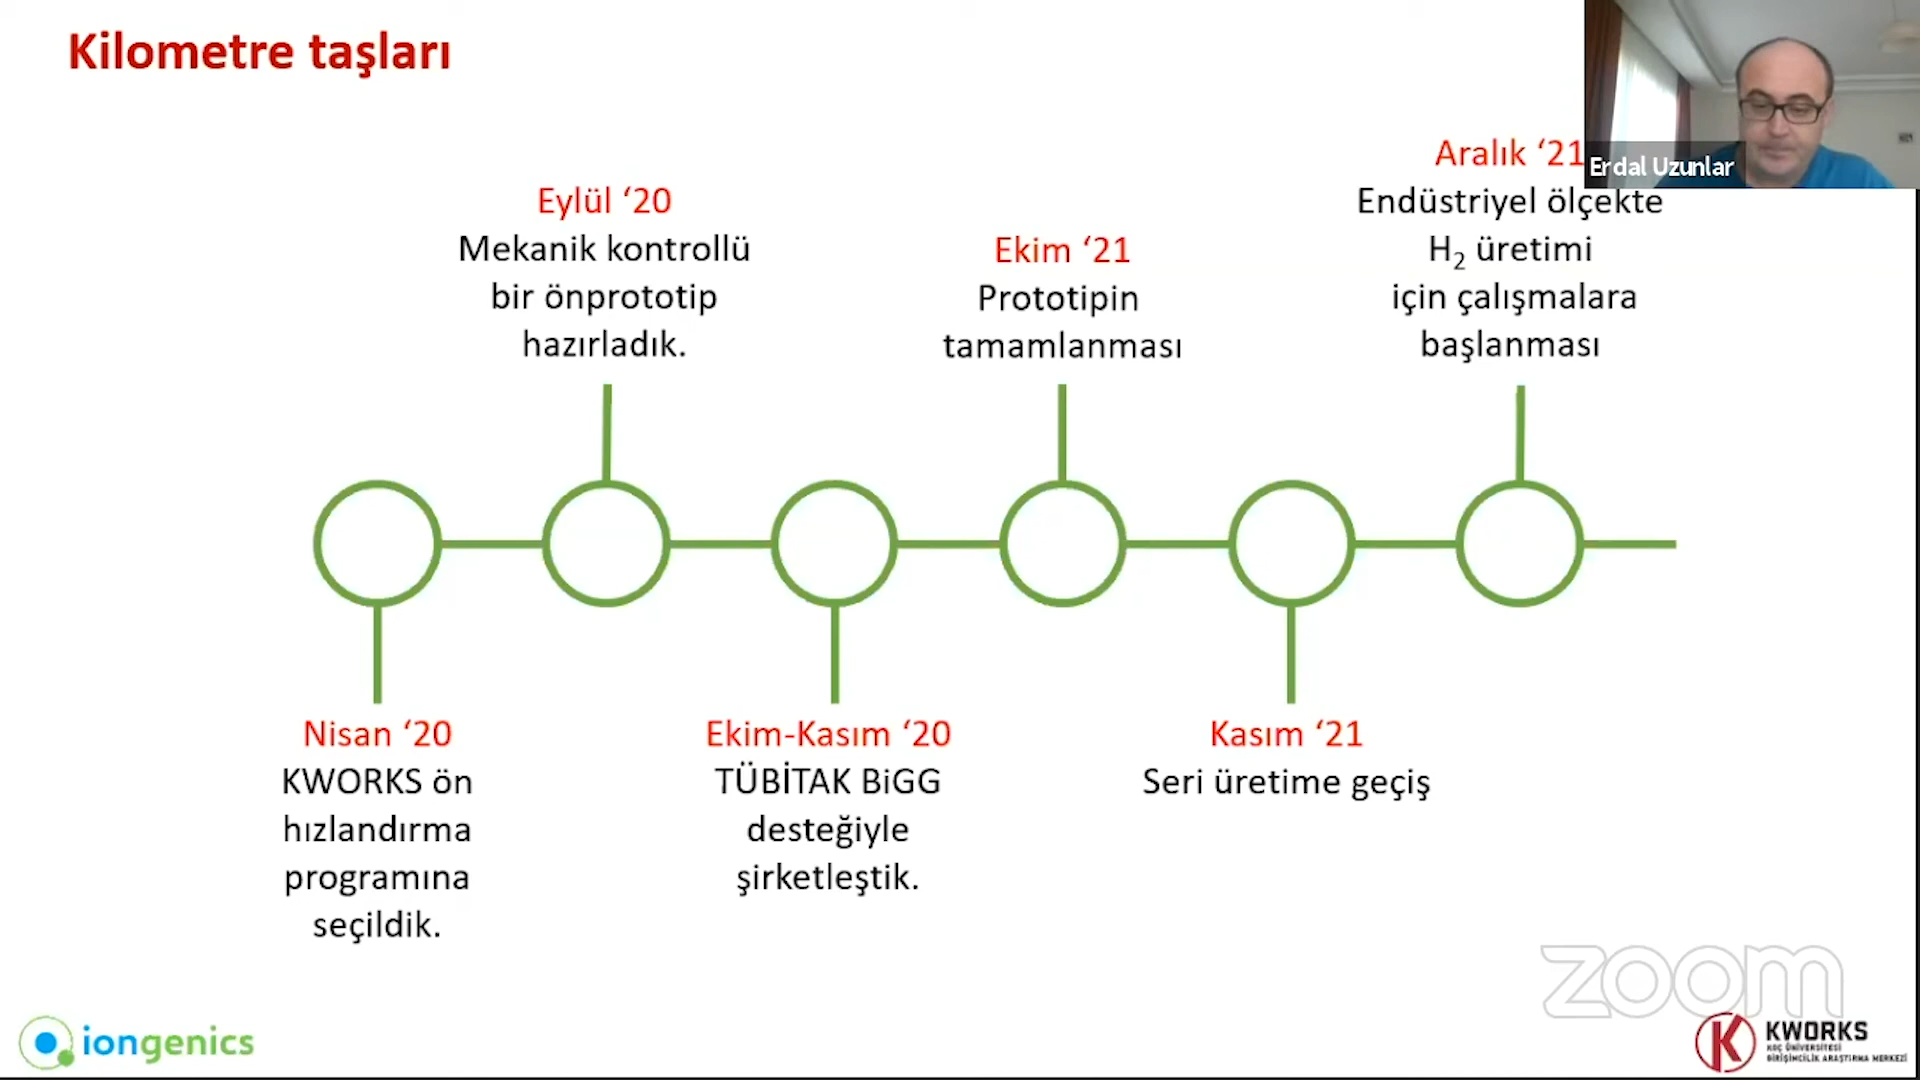 Kilometre taşları
Erdal Uzunlar
Eylül ‘20
Mekanik kontrollü
bir önprototip
hazırladık.
Ekim ‘21
Prototipin
tamamlanması
Aralık ‘21
Endüstriyel ölçekte
H₂ üretimi
için çalışmalara
başlanması
Nisan ‘20
KWORKS ön
hızlandırma
programına
seçildik.
Ekim-Kasım ‘20
TÜBİTAK BiGG
desteğiyle
şirketleştik.
Kasım ‘21
Seri üretime geçiş
zoom
iongenics
K
KWORKS
KOÇ ÜNİVERSİTESİ
GİRİŞİMCİLİK ARAŞTIRMA MERKEZİ